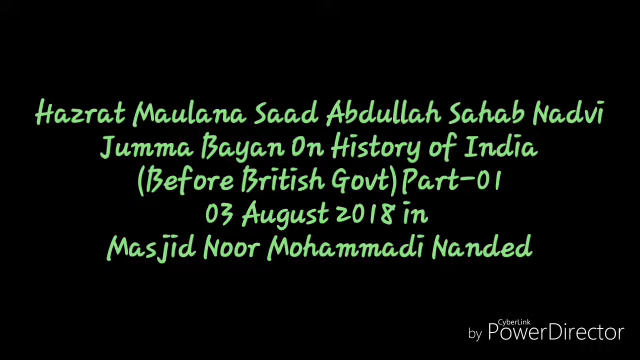 Hazrat Maulana Saad Abdullah Sahab Nadvi
Jumma Bayan On History of India
(Before British Govt)Part-01
03 August 2018 in
Masjid Noor Mohammadi Nanded
CyberLink
by PowerDirector